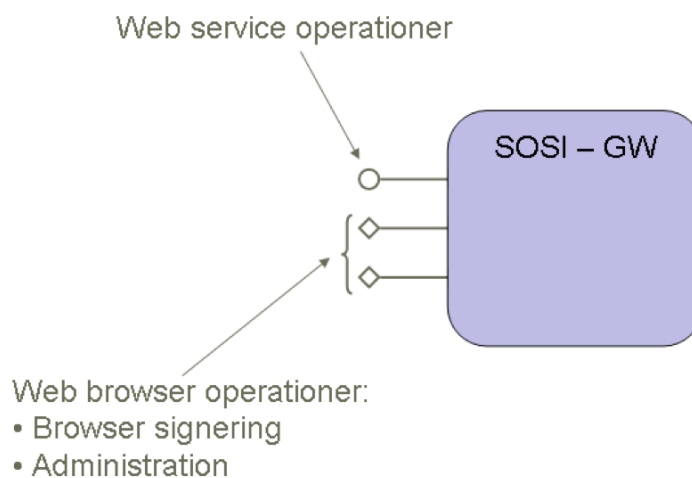 Web service operationer
SOSI – GW
Web browser operationer:
• Browser signering
• Administration